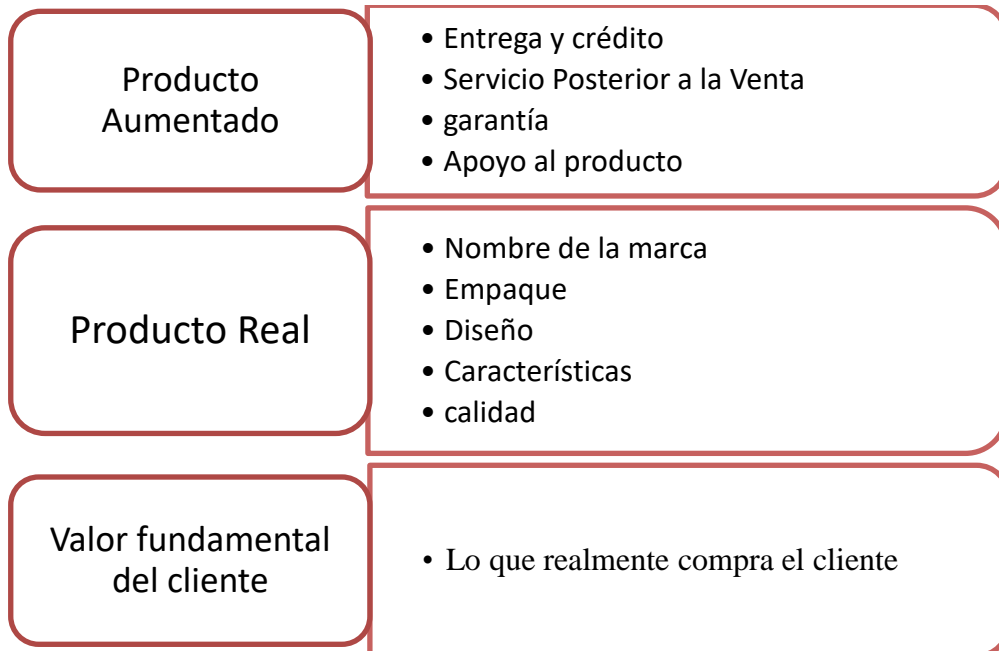 Producto
Aumentado
• Entrega y crédito
• Servicio Posterior a la Venta
• garantía
• Apoyo al producto
Producto Real
• Nombre de la marca
• Empaque
• Diseño
• Características
• calidad
Valor fundamental
del cliente
• Lo que realmente compra el cliente